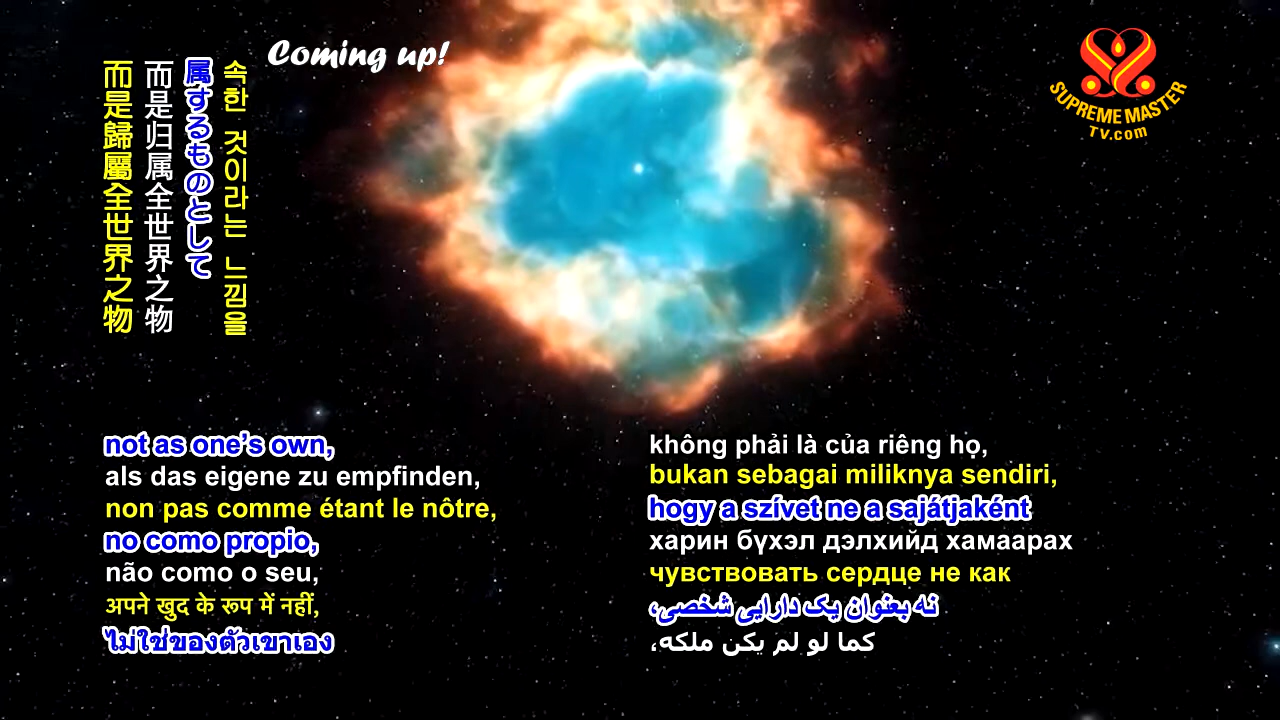 Coming up!
SUPREME MASTER
TV.com
속한 것이라는 느낌을
属するものとして
而是归属全世界之物
而是歸屬全世界之物
not as one's own,
als das eigene zu empfinden,
non pas comme étant le nôtre,
no como propio,
não como o seu,
अपने खुद के रूप में नहीं,
ไม่ใช่ของตัวเขาเอง
không phải là của riêng họ,
bukan sebagai miliknya sendiri,
hogy a szívet ne a sajátjaként
харин бүхэл дэлхийд хамаарах
чувствовать сердце не как
نه بعنوان یک دارایی شخصی،
كما لو لم يكن ملكه،